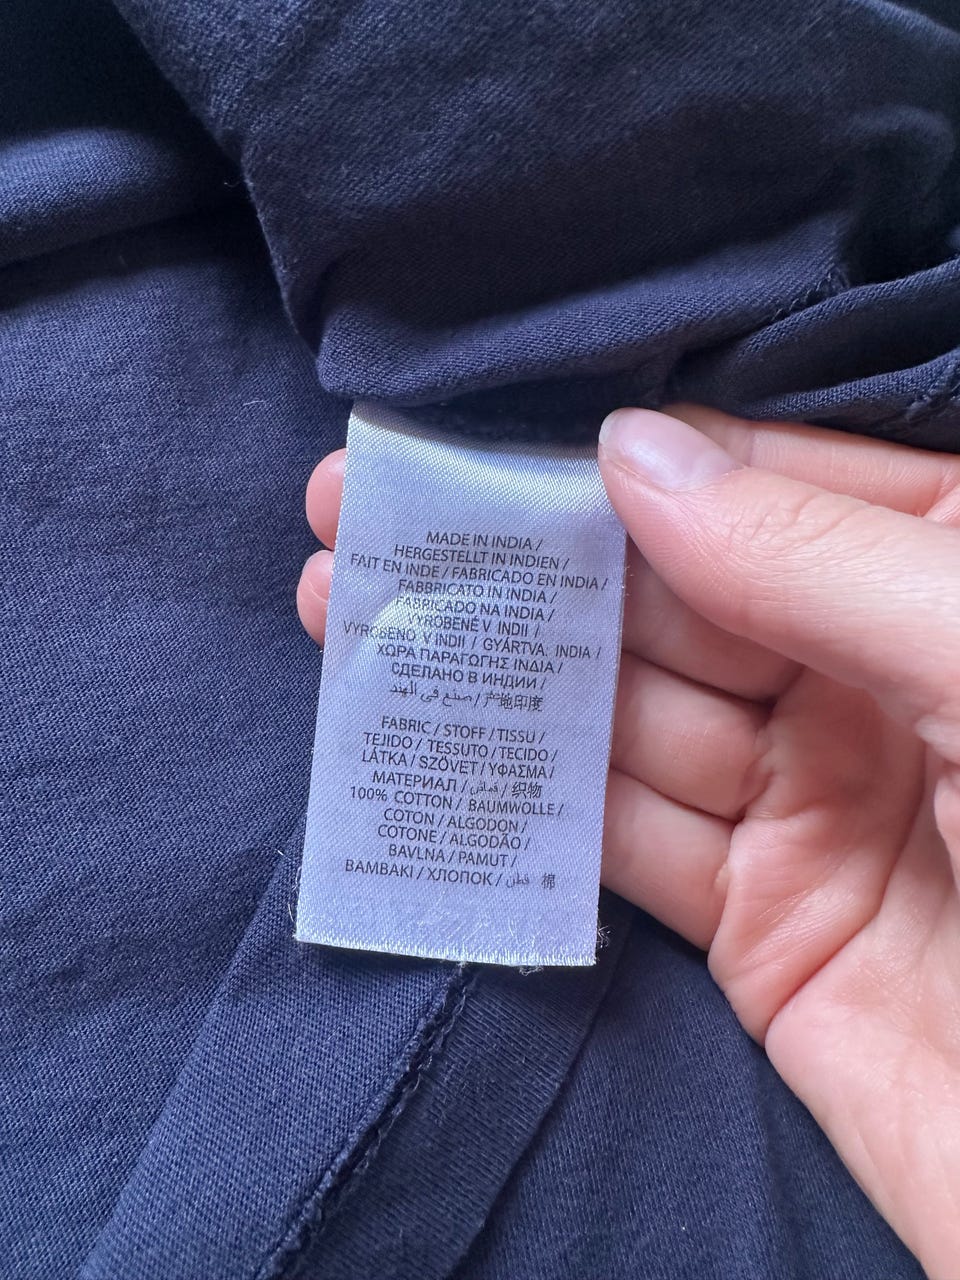 MADE IN INDIA /
HERGESTELLT IN INDIEN /
FAIT EN INDE / FABRICADO EN INDIA /
FABBRICATO IN INDIA /
FABRICADO NA INDIA /
VYROBENÉ V INDII /
VYROBENO V INDII / GYÁRTVA: INDIA /
ΧΩΡΑ ΠΑΡΑΓΩΓΗΣ ΙΝΔΙΑ /
СДЕЛАНО В ИНДИИ /
صنع في الهند / 产地印度
FABRIC / STOFF / TISSU /
TEJIDO / TESSUTO / TECIDO /
LÁTKA / SZÖVET / ΥΦΑΣΜΑ /
МАТЕРИАЛ / قماش / 织物
100% COTTON / BAUMWOLLE /
COTON / ALGODON /
COTONE / ALGODÃO /
BAVLNA / PAMUT /
BAMBAKI / ХЛОПОК / قطن 棉